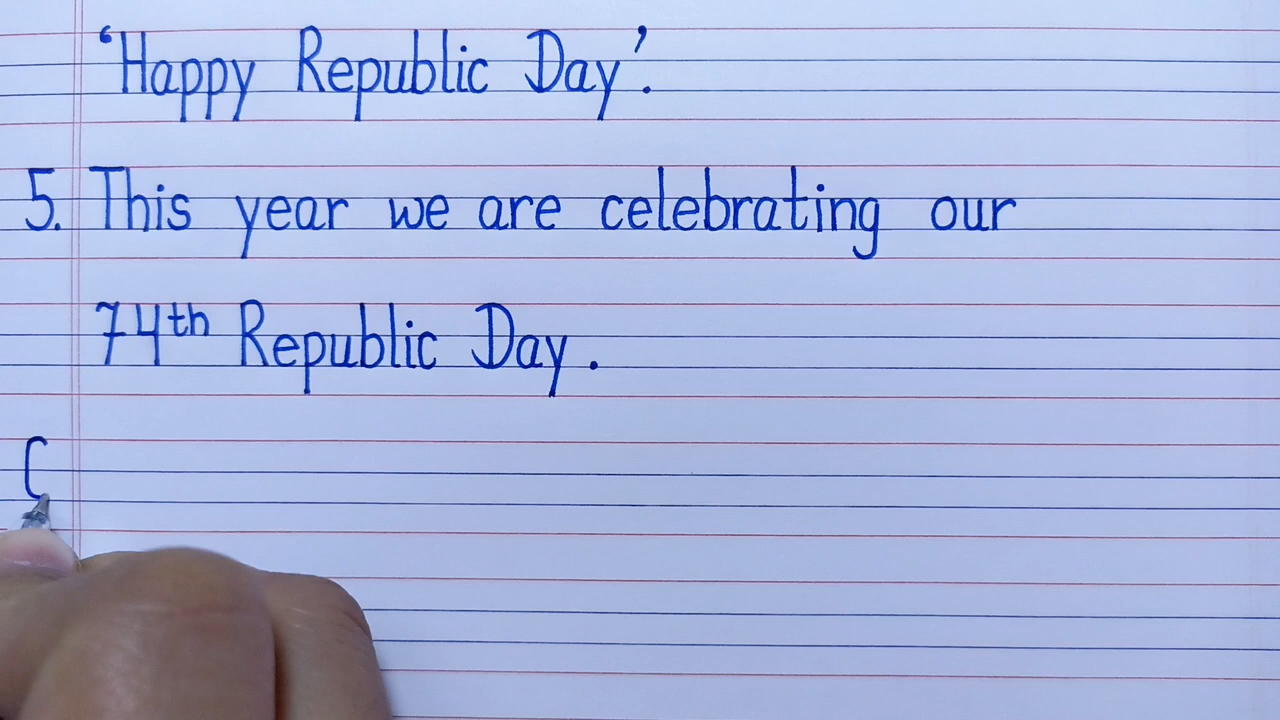 ‘Happy Republic Day’.
5. This year we are celebrating our
74th Republic Day.